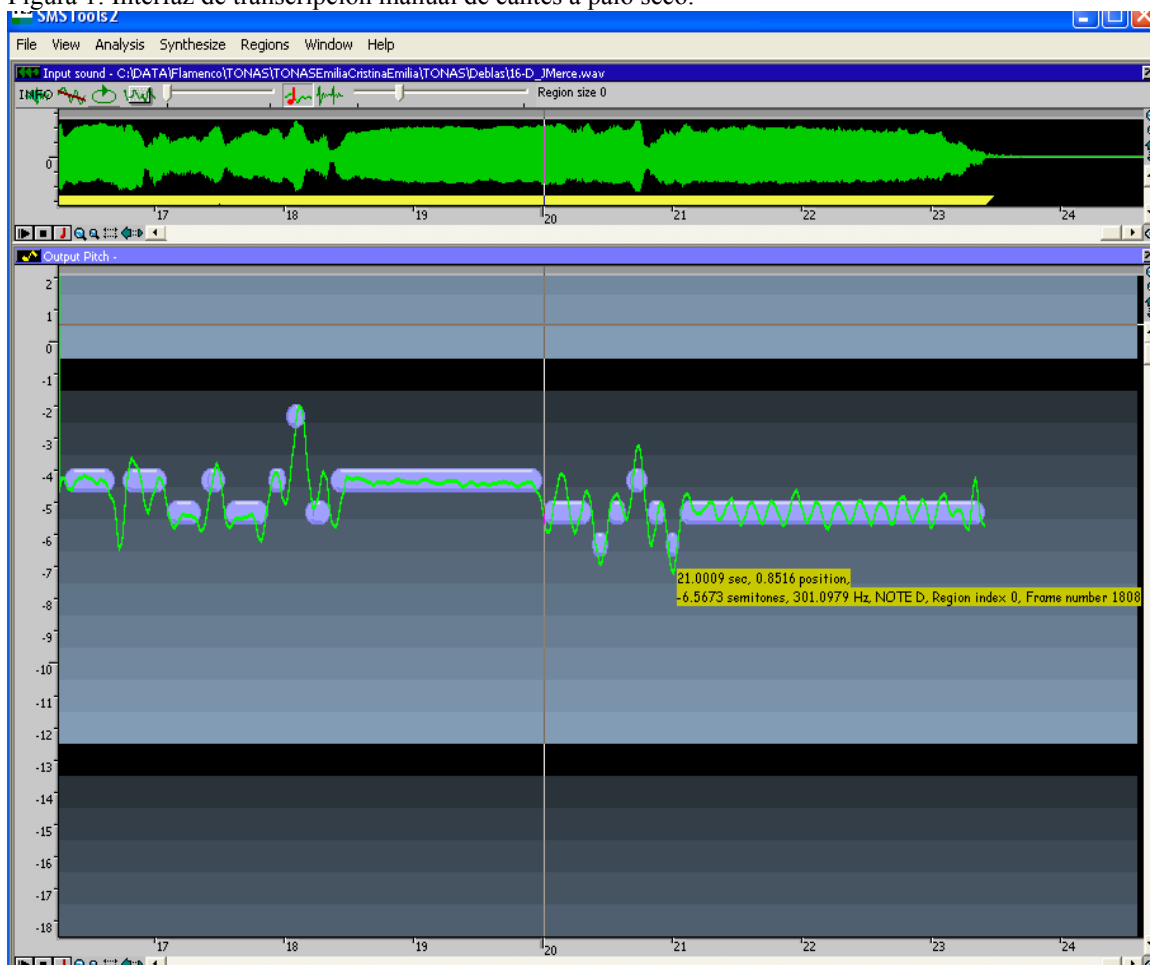 Figura 1. Interfaz de transcripción manual de cantes a palo seco.
SMSTools2
File View Analysis Synthesize Regions Window Help
Input sound - C:\DATA\Flamenco\TONAS\TONASEmiliaCristinaEmilia\TONAS\Deblas\16-D_JMerce.wav
INFO
Region size 0
0
17 18 19 20 21 22 23 24
Output Pitch -
2
1
0
-1
-2
-3
-4
-5
-6
-7
21.0009 sec, 0.8516 position,
-6.5673 semitones, 301.0979 Hz, NOTE D, Region index 0, Frame number 1808
-8
-9
-10
-11
-12
-13
-14
-15
-16
-17
-18
17 18 19 20 21 22 23 24